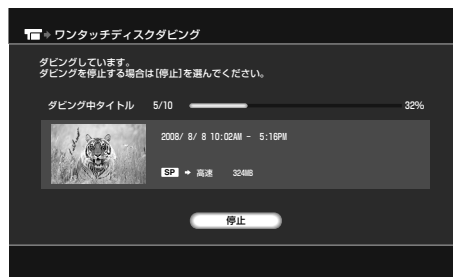 ワンタッチディスクダビング
ダビングしています。
ダビングを停止する場合は[停止]を選んでください。
ダビング中タイトル 5/10 32%
2008/ 8/ 8 10:02AM - 5:16PM
SP ➡ 高速 324MB
停止